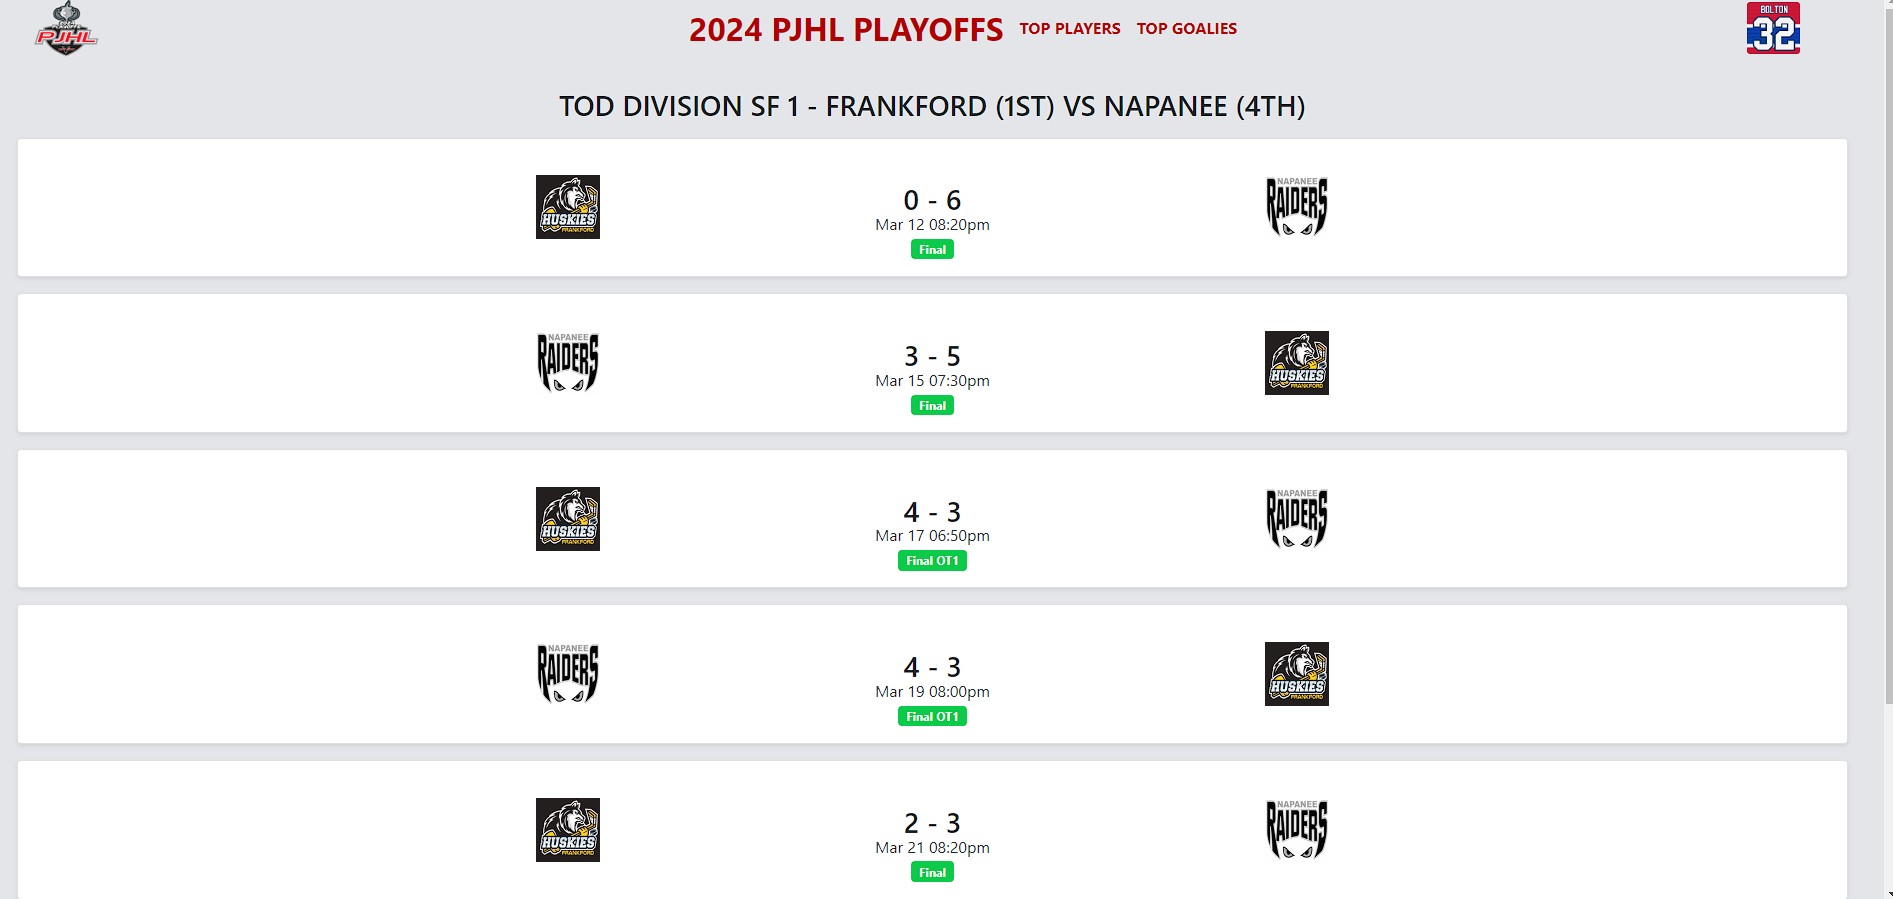 PJHL
2024 PJHL PLAYOFFS TOP PLAYERS TOP GOALIES
BOLTON
32
TOD DIVISION SF 1 - FRANKFORD (1ST) VS NAPANEE (4TH)
HUSKIES
FRANKFORD
0 - 6
Mar 12 08:20pm
Final
NAPANEE
RAIDERS
NAPANEE
RAIDERS
3 - 5
Mar 15 07:30pm
Final
HUSKIES
FRANKFORD
HUSKIES
FRANKFORD
4 - 3
Mar 17 06:50pm
Final OT1
NAPANEE
RAIDERS
NAPANEE
RAIDERS
4 - 3
Mar 19 08:00pm
Final OT1
HUSKIES
FRANKFORD
HUSKIES
FRANKFORD
2 - 3
Mar 21 08:20pm
Final
NAPANEE
RAIDERS